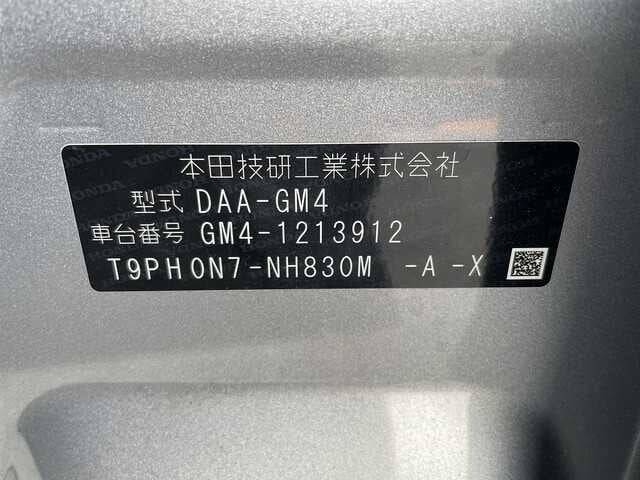 本田技研工業株式会社
型式 DAA-GM4
車台番号 GM4-1213912
T9PH0N7-NH830M -A -X